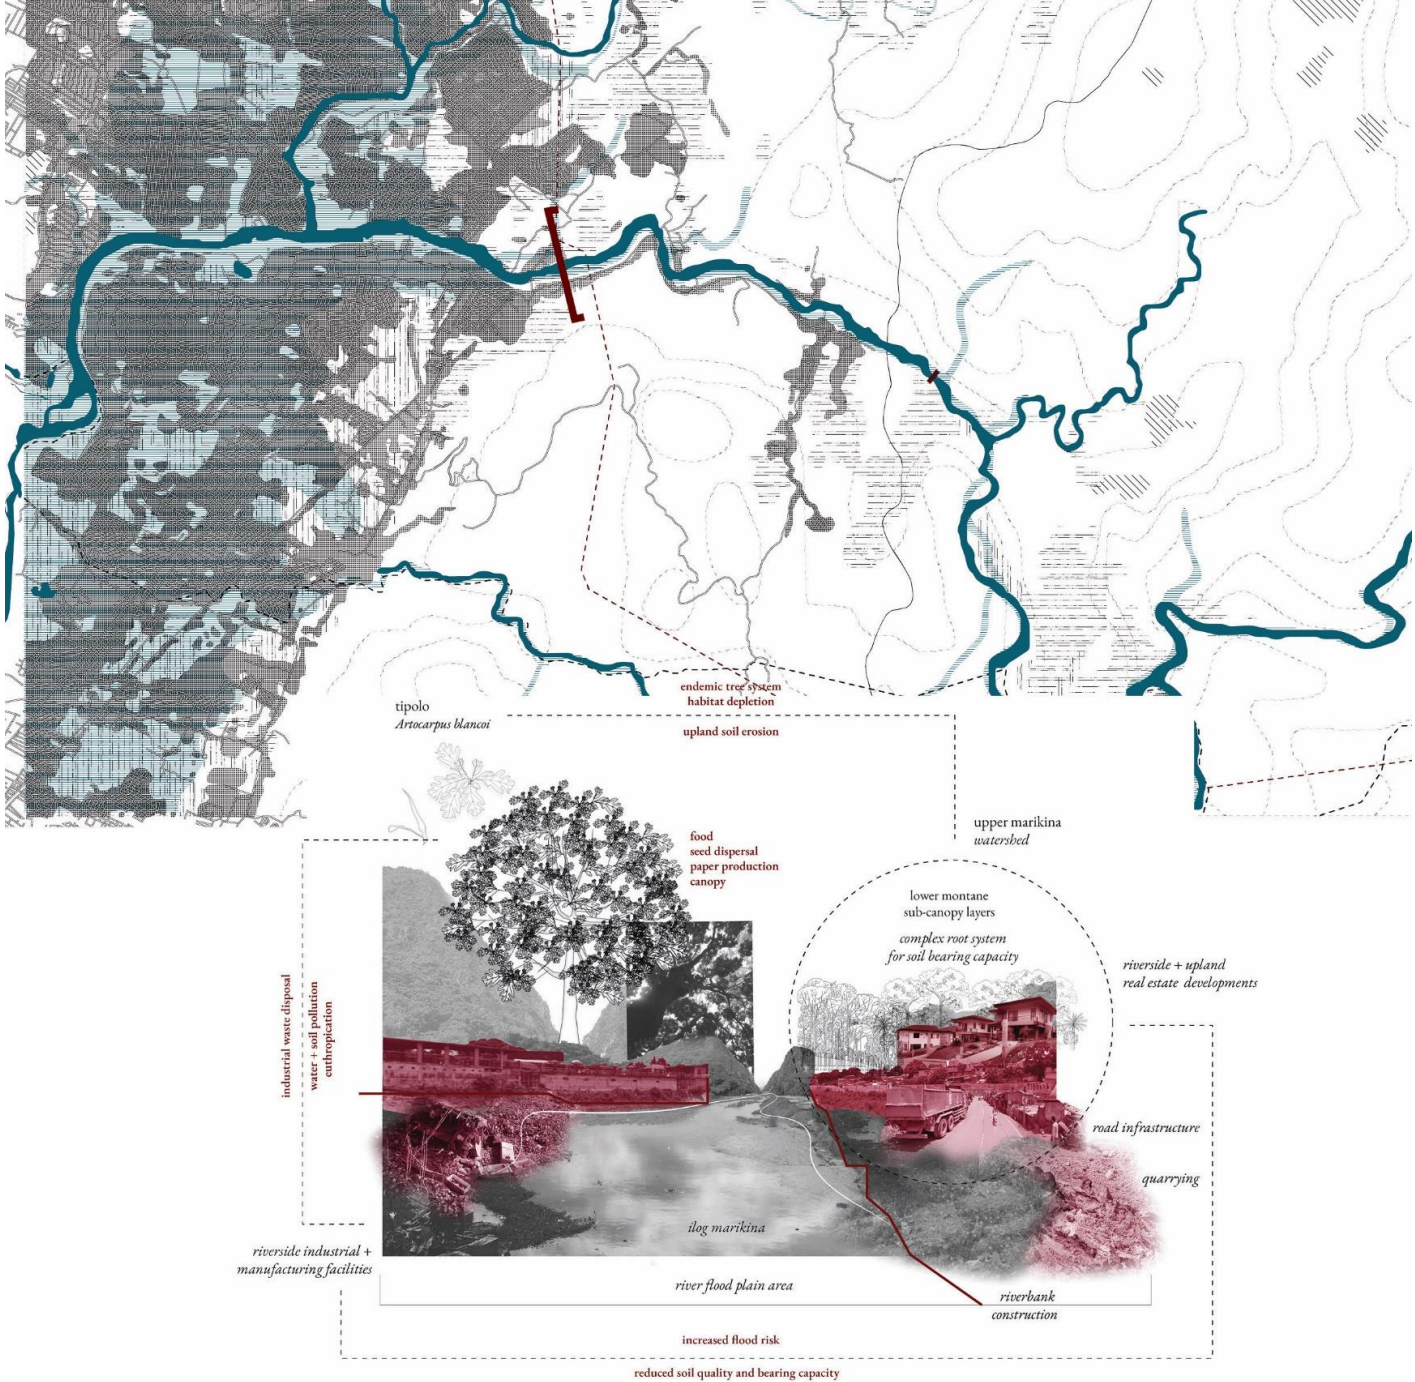 endemic tree system
habitat depletion
upland soil erosion
tipolo
Artocarpus blancoi
upper marikina
watershed
food
seed dispersal
paper production
canopy
lower montane
sub-canopy layers
complex root system
for soil bearing capacity
riverside + upland
real estate developments
industrial waste disposal
water + soil pollution
euthropication
road infrastructure
quarrying
ilog marikina
riverside industrial +
manufacturing facilities
river flood plain area
riverbank
construction
increased flood risk
reduced soil quality and bearing capacity